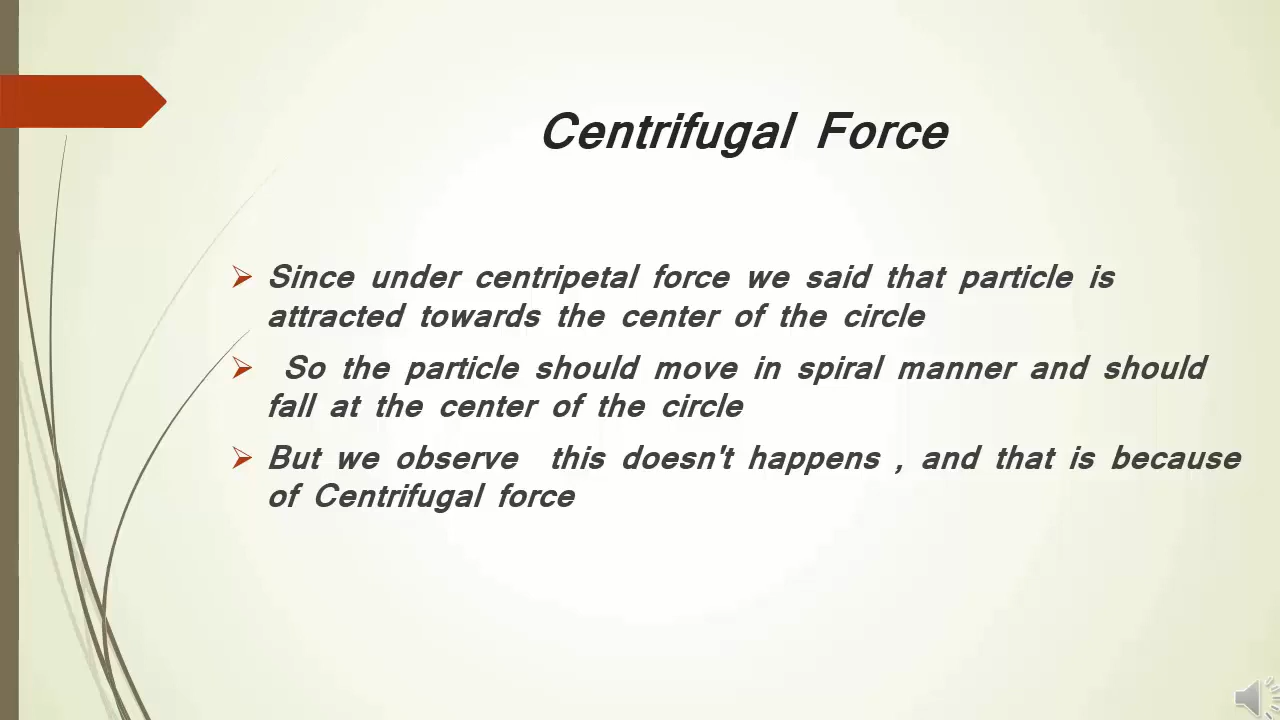 Centrifugal Force
Since under centripetal force we said that particle is
attracted towards the center of the circle
So the particle should move in spiral manner and should
fall at the center of the circle
But we observe this doesn't happens , and that is because
of Centrifugal force